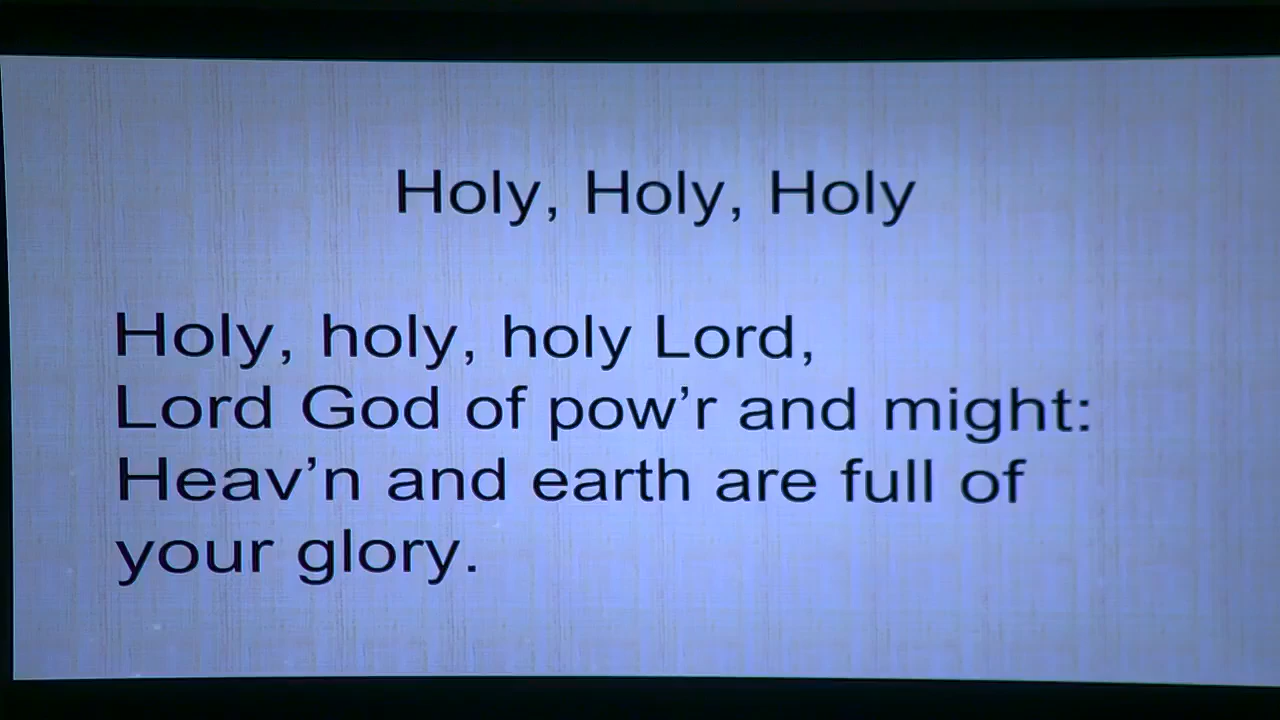 Holy, Holy, Holy
Holy, holy, holy Lord,
Lord God of pow’r and might:
Heav’n and earth are full of
your glory.